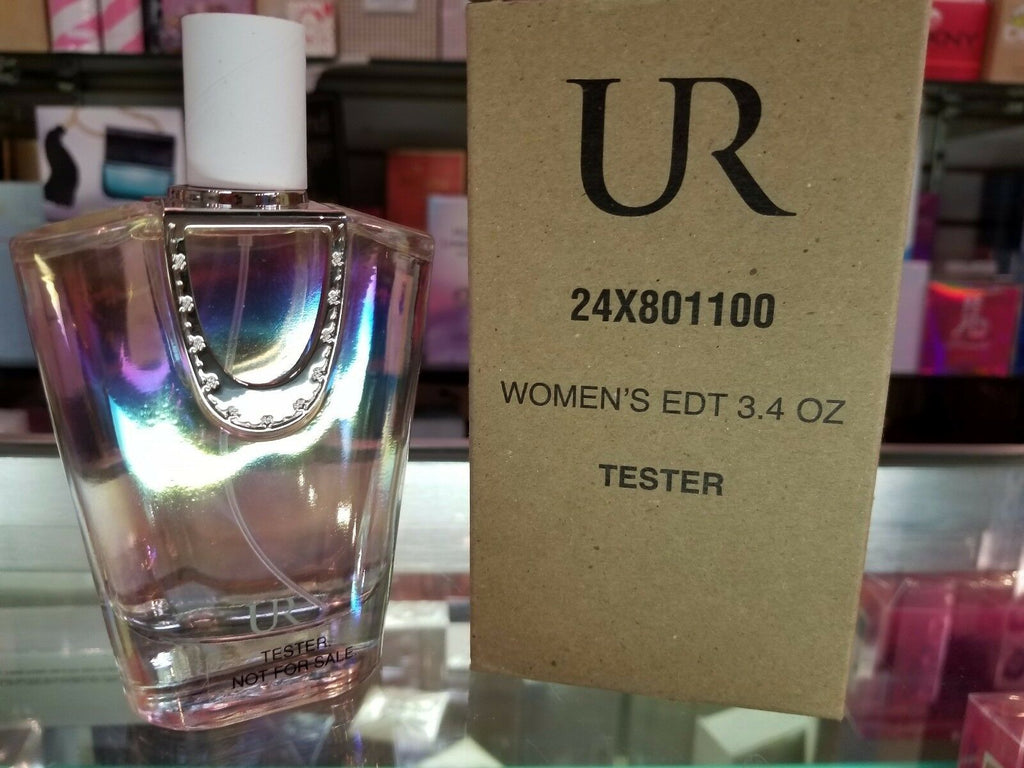 UR
24X801100
WOMEN'S EDT 3.4 OZ
TESTER
UR
TESTER
NOT FOR SALE